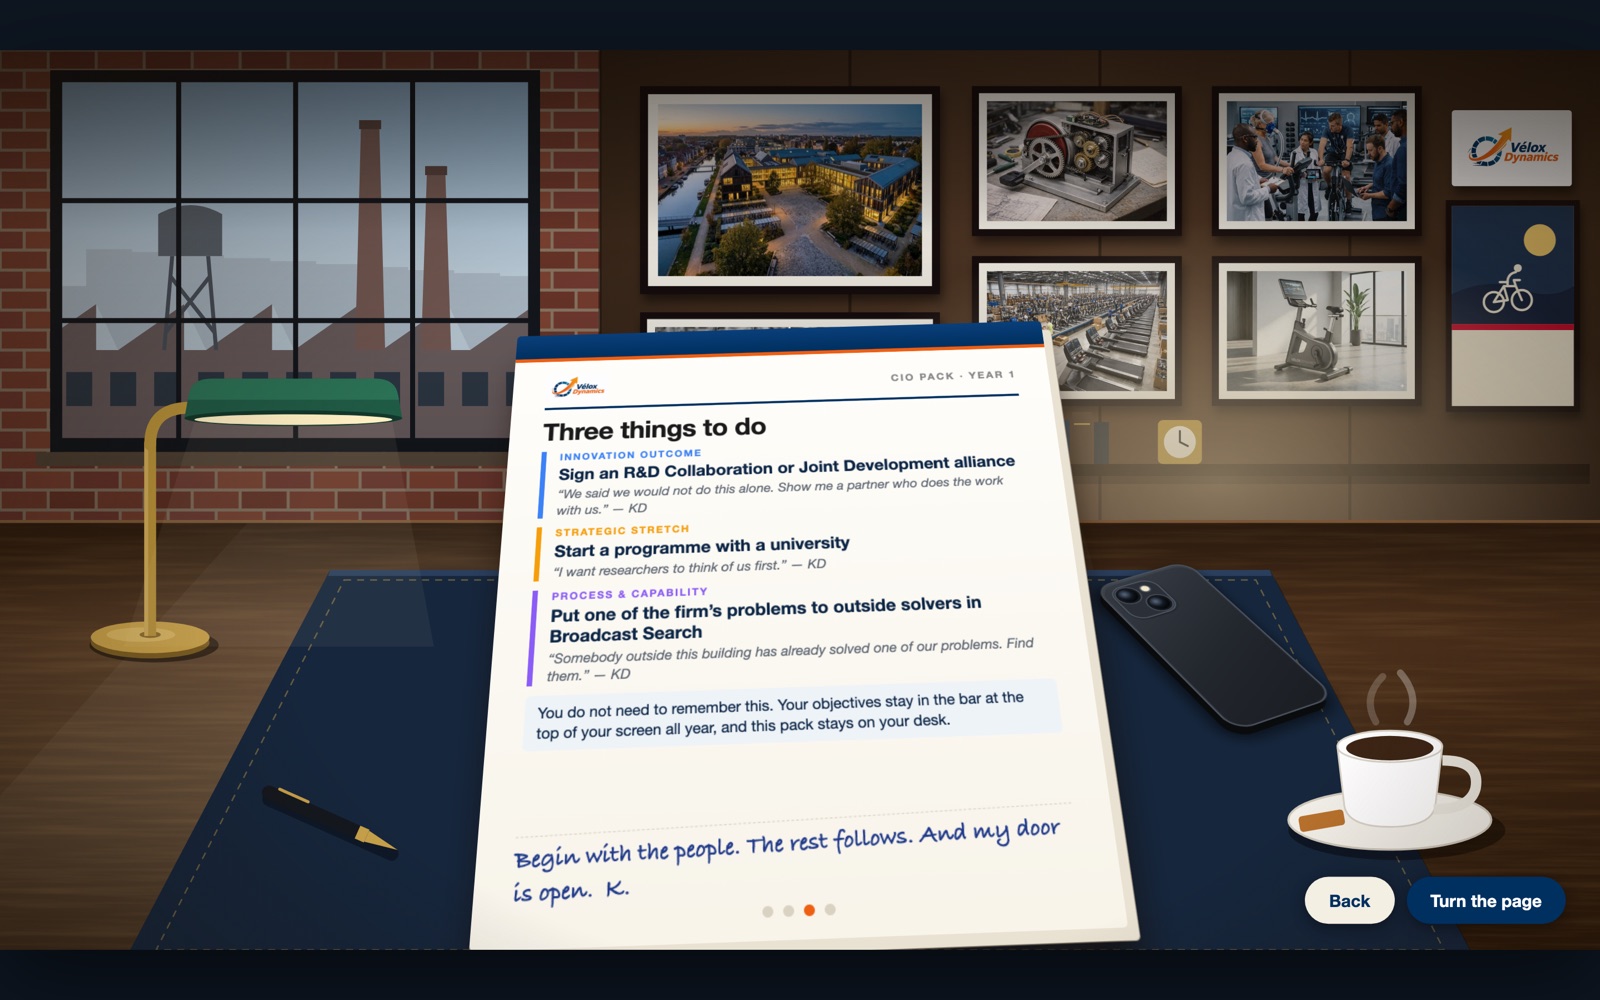 Vélox
Dynamics
Vélox
Dynamics
CIO PACK · YEAR 1
Three things to do
INNOVATION OUTCOME
Sign an R&D Collaboration or Joint Development alliance
“We said we would not do this alone. Show me a partner who does the work
with us.” — KD
STRATEGIC STRETCH
Start a programme with a university
“I want researchers to think of us first.” — KD
PROCESS & CAPABILITY
Put one of the firm’s problems to outside solvers in
Broadcast Search
“Somebody outside this building has already solved one of our problems. Find
them.” — KD
You do not need to remember this. Your objectives stay in the bar at the
top of your screen all year, and this pack stays on your desk.
Begin with the people. The rest follows. And my door
is open. K.
Back
Turn the page